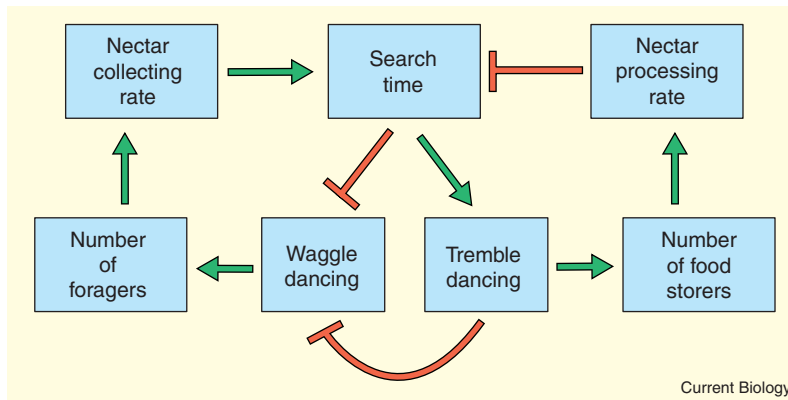 Nectar
collecting
rate
Search
time
Nectar
processing
rate
Number
of
foragers
Waggle
dancing
Tremble
dancing
Number
of food
storers
Current Biology